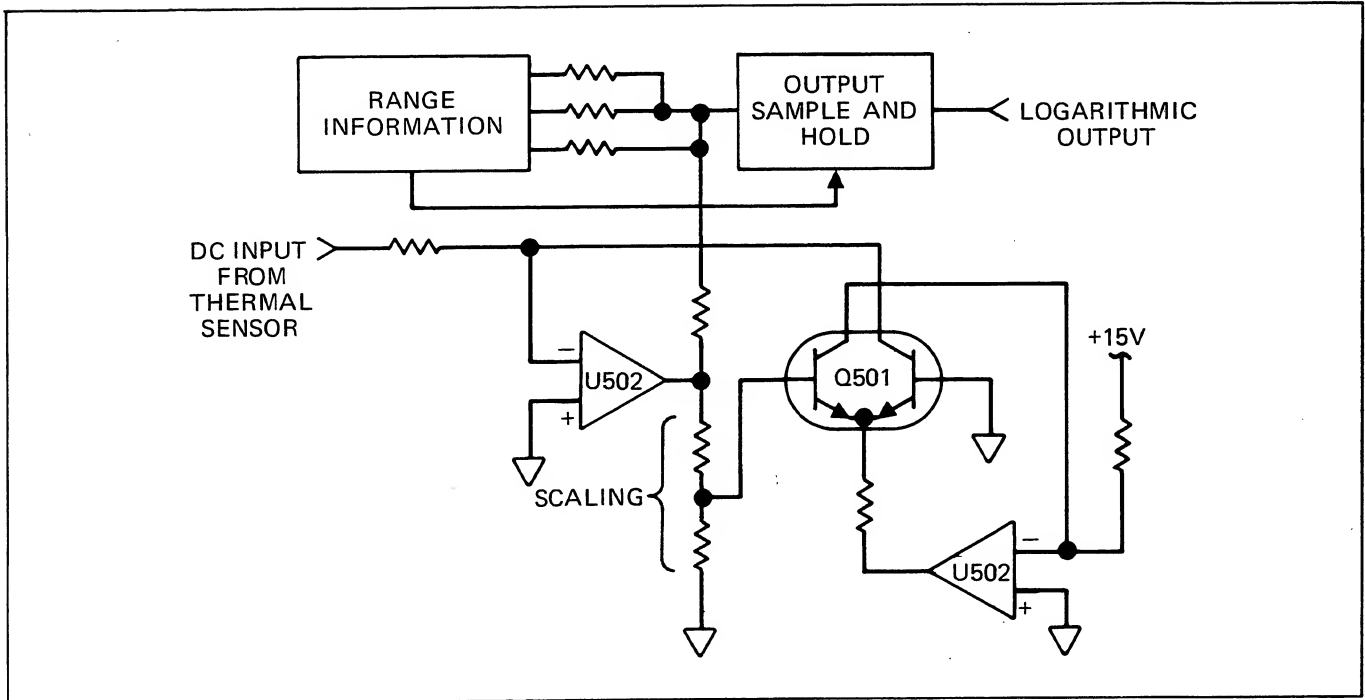 RANGE
INFORMATION
OUTPUT
SAMPLE AND
HOLD
LOGARITHMIC
OUTPUT
DC INPUT
FROM
THERMAL
SENSOR
−
U502
+
SCALING
Q501
+15V
−
U502
+